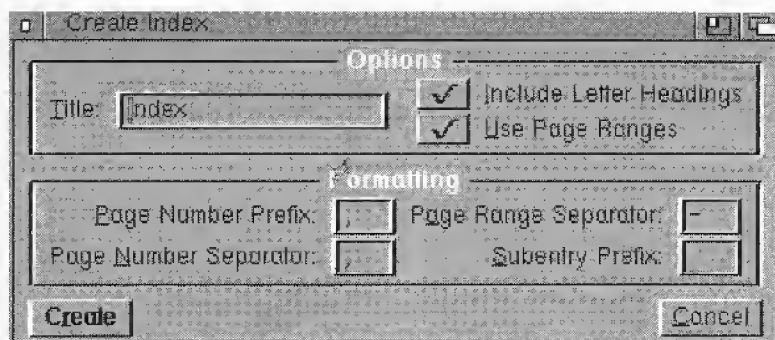 Create Index
Options
Title: Index
Include Letter Headings
Use Page Ranges
Formatting
Page Number Prefix: , Page Range Separator: -
Page Number Separator: , Subentry Prefix:
Create Cancel